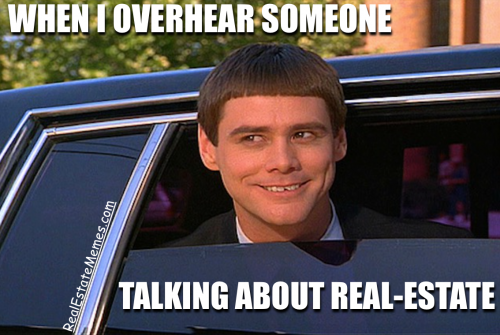 WHEN I OVERHEAR SOMEONE
RealEstateMemes.com
TALKING ABOUT REAL-ESTATE